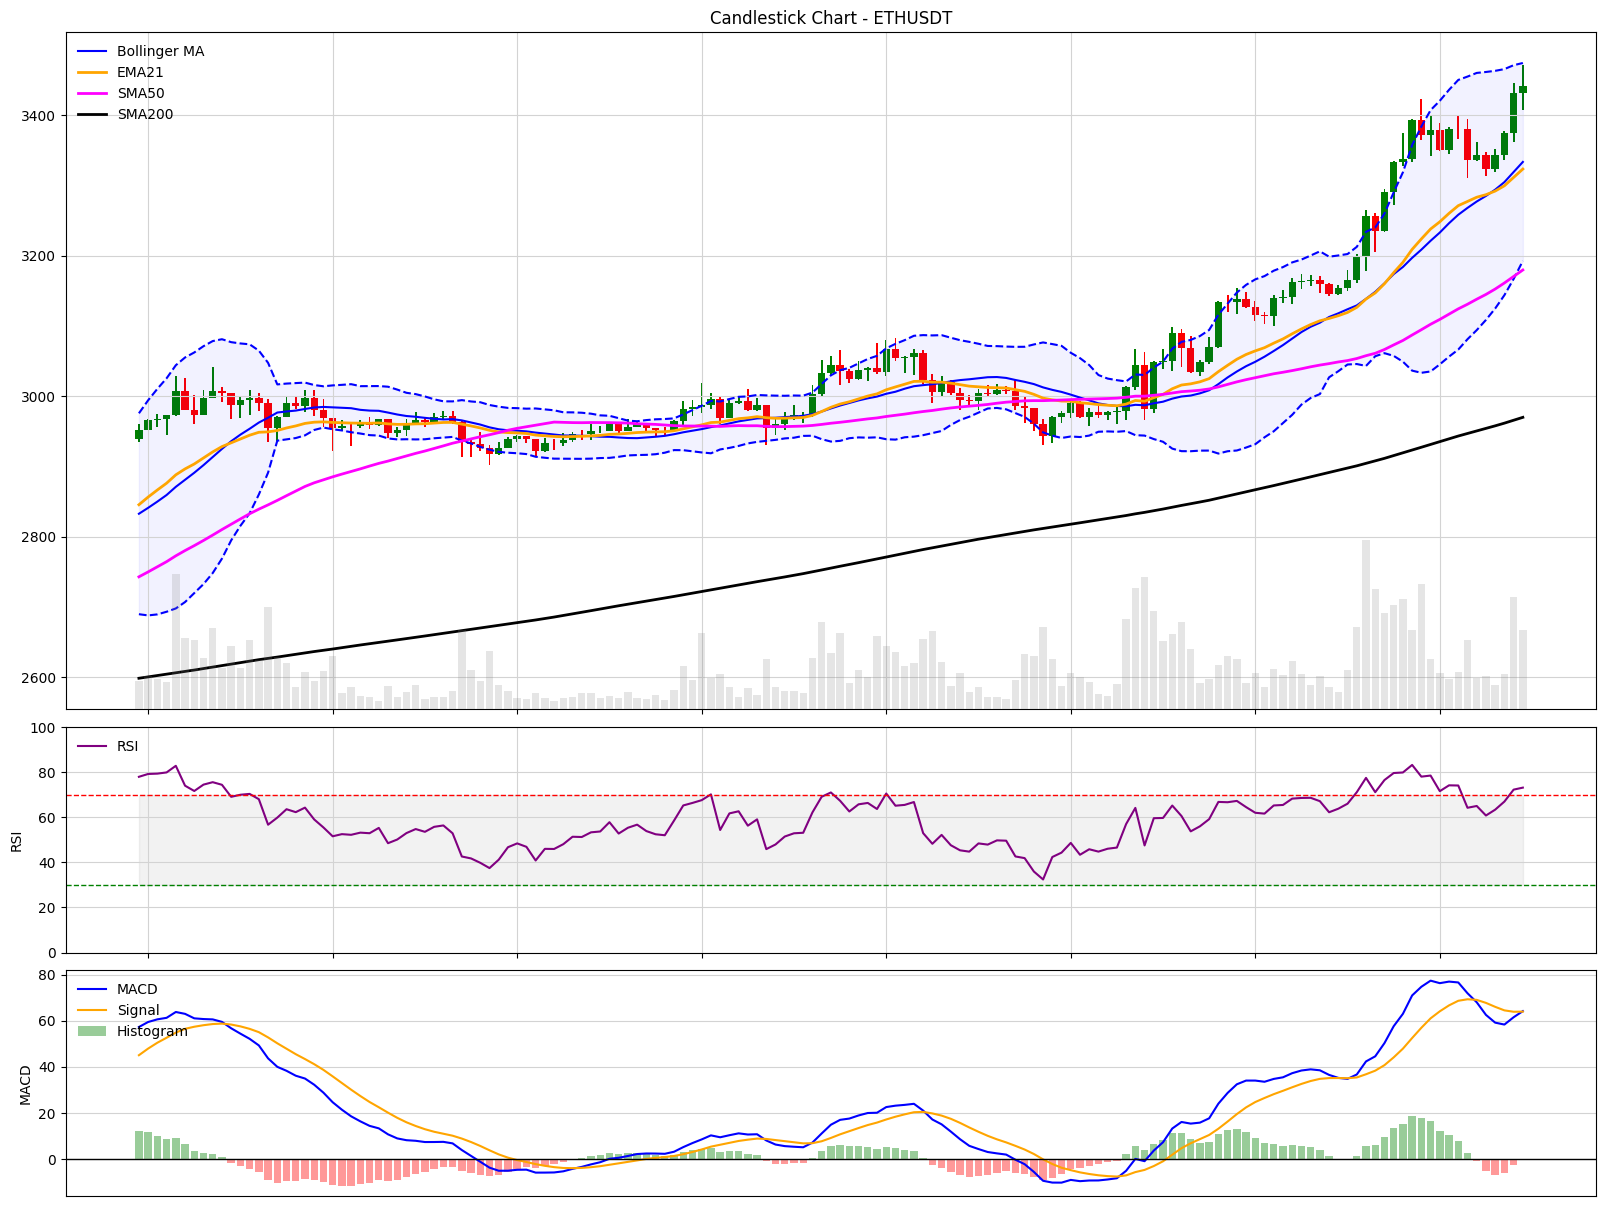 Candlestick Chart - ETHUSDT
Bollinger MA
EMA21
SMA50
SMA200
3400
3200
3000
2800
2600
RSI
100
80
60
40
20
0
RSI
MACD
Signal
Histogram
80
60
40
20
0
MACD